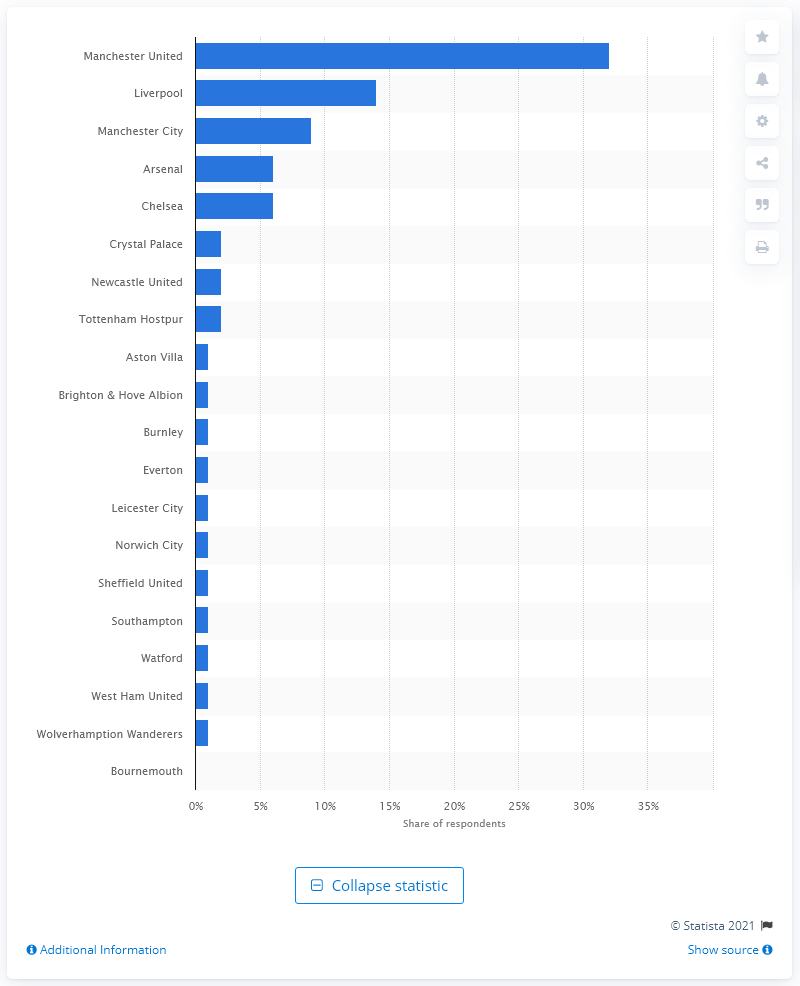 Manchester United
Liverpool
Manchester City
Arsenal
Chelsea
Crystal Palace
Newcastle United
Tottenham Hostpur
Aston Villa
Brighton & Hove Albion
Burnley
Everton
Leicester City
Norwich City
Sheffield United
Southampton
Watford
West Ham United
Wolverhamption Wanderers
Bournemouth
0% 5% 10% 15% 20% 25% 30% 35%
Share of respondents
Collapse statistic
© Statista 2021
Additional Information
Show source